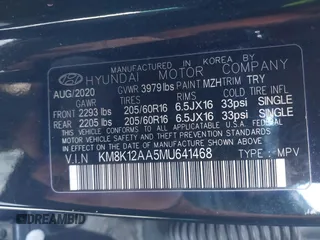 MANUFACTURED IN KOREA BY
HYUNDAI MOTOR COMPANY
AUG/2020 GVWR 3979 lbs PAINT MZH TRIM TRY
GAWR TIRES RIMS COLD TIRE INFL
FRONT 2293 lbs 205/60R16 6.5JX16 33psi SINGLE
REAR 2205 lbs 205/60R16 6.5JX16 33psi SINGLE
THIS VEHICLE CONFORMS TO ALL APPLICABLE FEDERAL
MOTOR VEHICLE SAFETY, BUMPER, AND THEFT PREVENTION
STANDARDS IN EFFECT ON THE DATE OF MANUFACTURE SHOWN ABOVE.
V.I.N KM8K12AA5MU641468 TYPE : MPV
DREAMBID